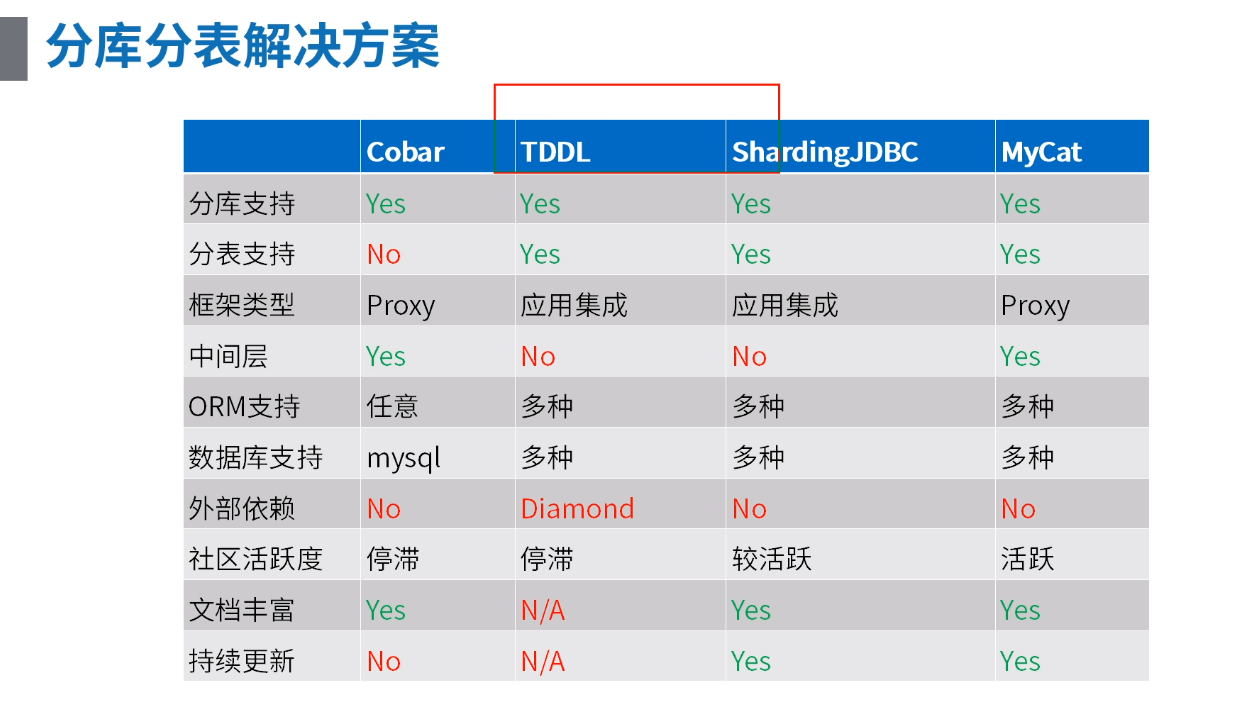 分库分表解决方案
Cobar TDDL ShardingJDBC MyCat
分库支持 Yes Yes Yes Yes
分表支持 No Yes Yes Yes
框架类型 Proxy 应用集成 应用集成 Proxy
中间层 Yes No No Yes
ORM支持 任意 多种 多种 多种
数据库支持 mysql 多种 多种 多种
外部依赖 No Diamond No No
社区活跃度 停滞 停滞 较活跃 活跃
文档丰富 Yes N/A Yes Yes
持续更新 No N/A Yes Yes